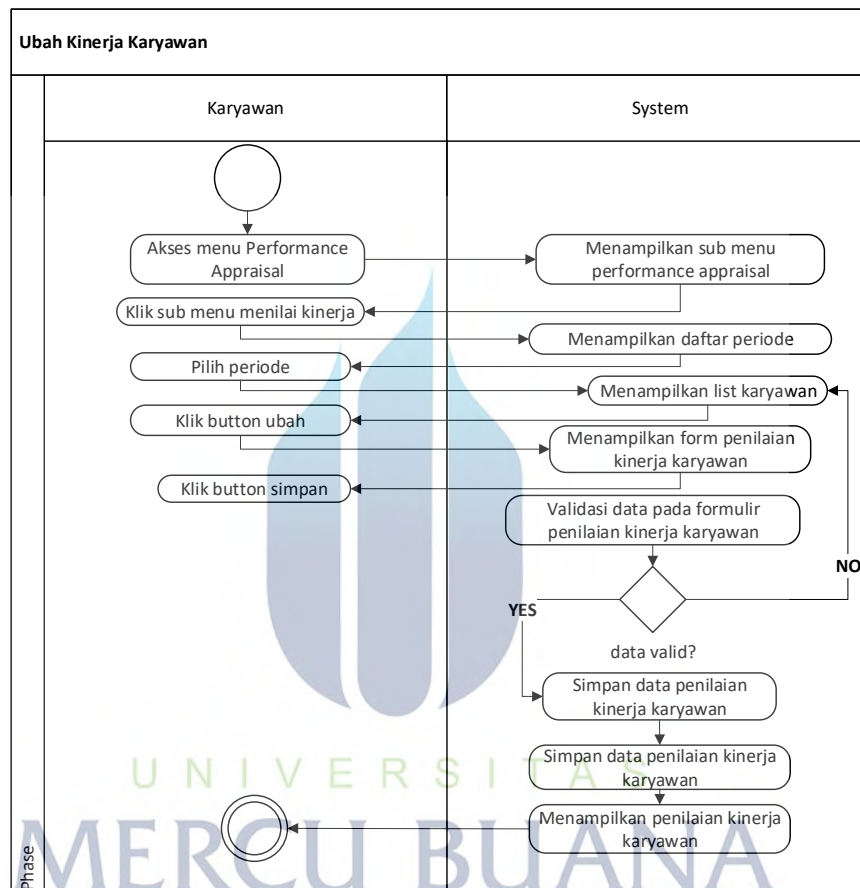 Ubah Kinerja Karyawan
Karyawan
System
Akses menu Performance
Appraisal
Menampilkan sub menu
performance appraisal
Klik sub menu menilai kinerja
Menampilkan daftar periode
Pilih periode
Menampilkan list karyawan
Klik button ubah
Menampilkan form penilaian
kinerja karyawan
Klik button simpan
Validasi data pada formulir
penilaian kinerja karyawan
NO
YES
data valid?
Simpan data penilaian
kinerja karyawan
Simpan data penilaian kinerja
karyawan
Menampilkan penilaian kinerja
karyawan
UNIVERSITAS
MERCU BUANA
Phase